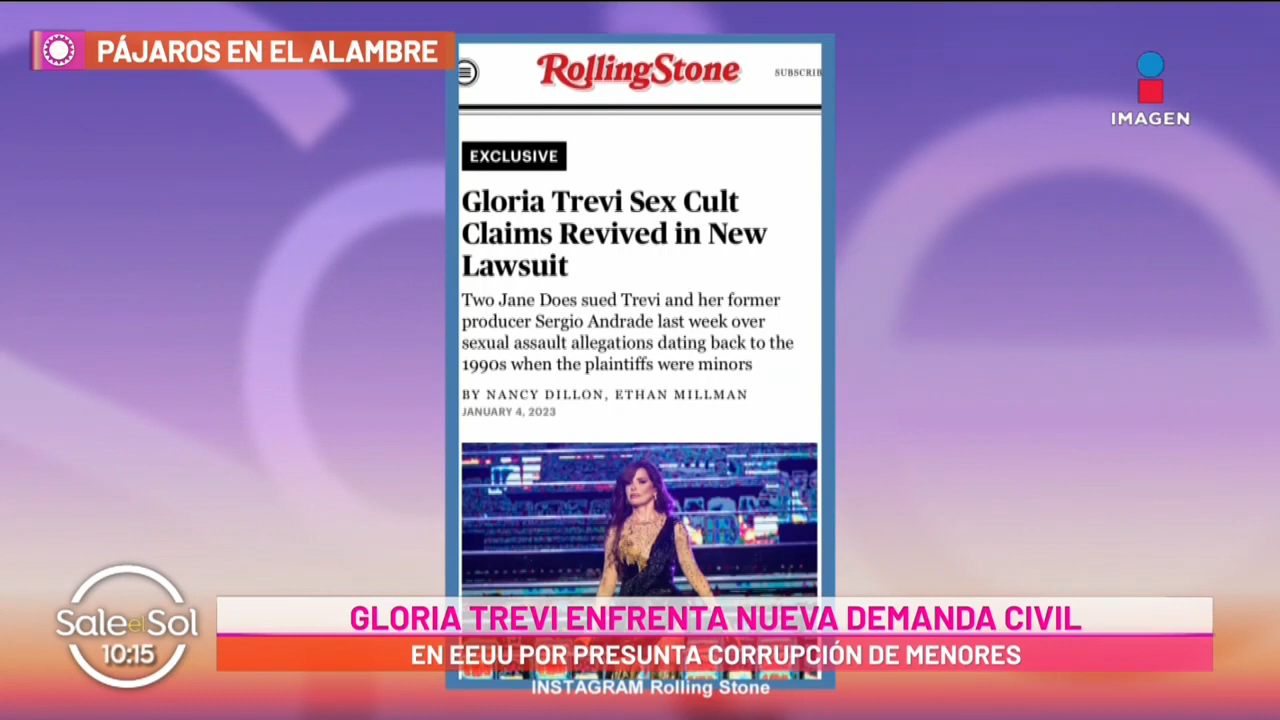 PÁJAROS EN EL ALAMBRE
RollingStone
SUBSCRIB
IMAGEN
EXCLUSIVE
Gloria Trevi Sex Cult
Claims Revived in New
Lawsuit
Two Jane Does sued Trevi and her former
producer Sergio Andrade last week over
sexual assault allegations dating back to the
1990s when the plaintiffs were minors
BY NANCY DILLON, ETHAN MILLMAN
JANUARY 4, 2023
Sale el Sol
10:15
GLORIA TREVI ENFRENTA NUEVA DEMANDA CIVIL
EN EEUU POR PRESUNTA CORRUPCIÓN DE MENORES
INSTAGRAM Rolling Stone